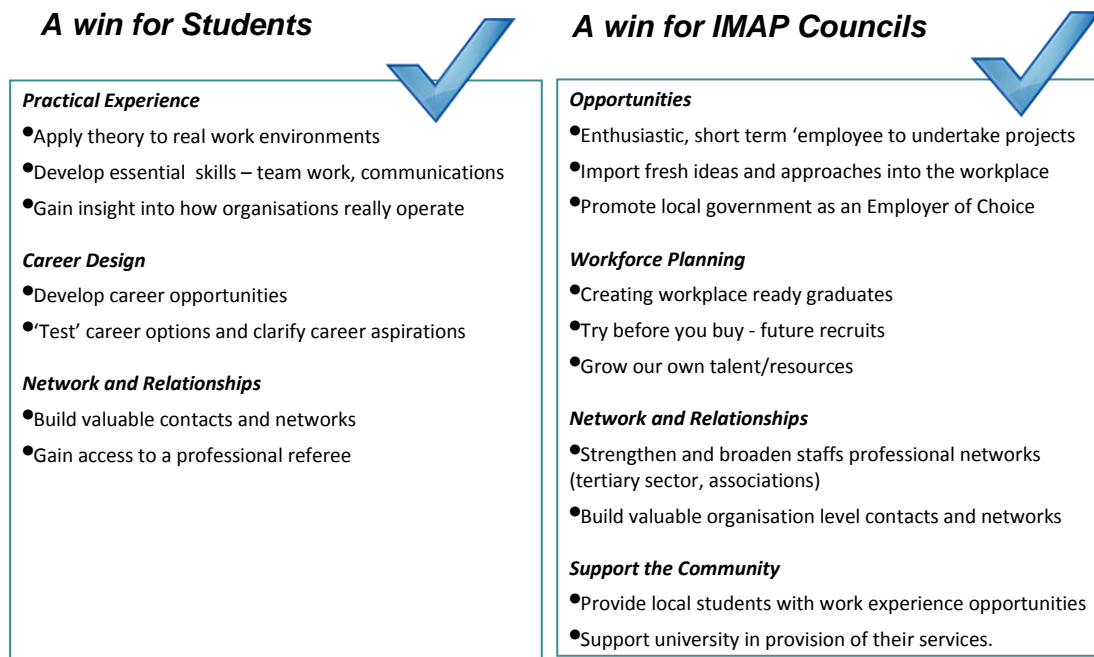 A win for Students
Practical Experience
•Apply theory to real work environments
•Develop essential skills – team work, communications
•Gain insight into how organisations really operate
Career Design
•Develop career opportunities
•‘Test’ career options and clarify career aspirations
Network and Relationships
•Build valuable contacts and networks
•Gain access to a professional referee
A win for IMAP Councils
Opportunities
•Enthusiastic, short term ‘employee to undertake projects
•Import fresh ideas and approaches into the workplace
•Promote local government as an Employer of Choice
Workforce Planning
•Creating workplace ready graduates
•Try before you buy - future recruits
•Grow our own talent/resources
Network and Relationships
•Strengthen and broaden staffs professional networks
(tertiary sector, associations)
•Build valuable organisation level contacts and networks
Support the Community
•Provide local students with work experience opportunities
•Support university in provision of their services.